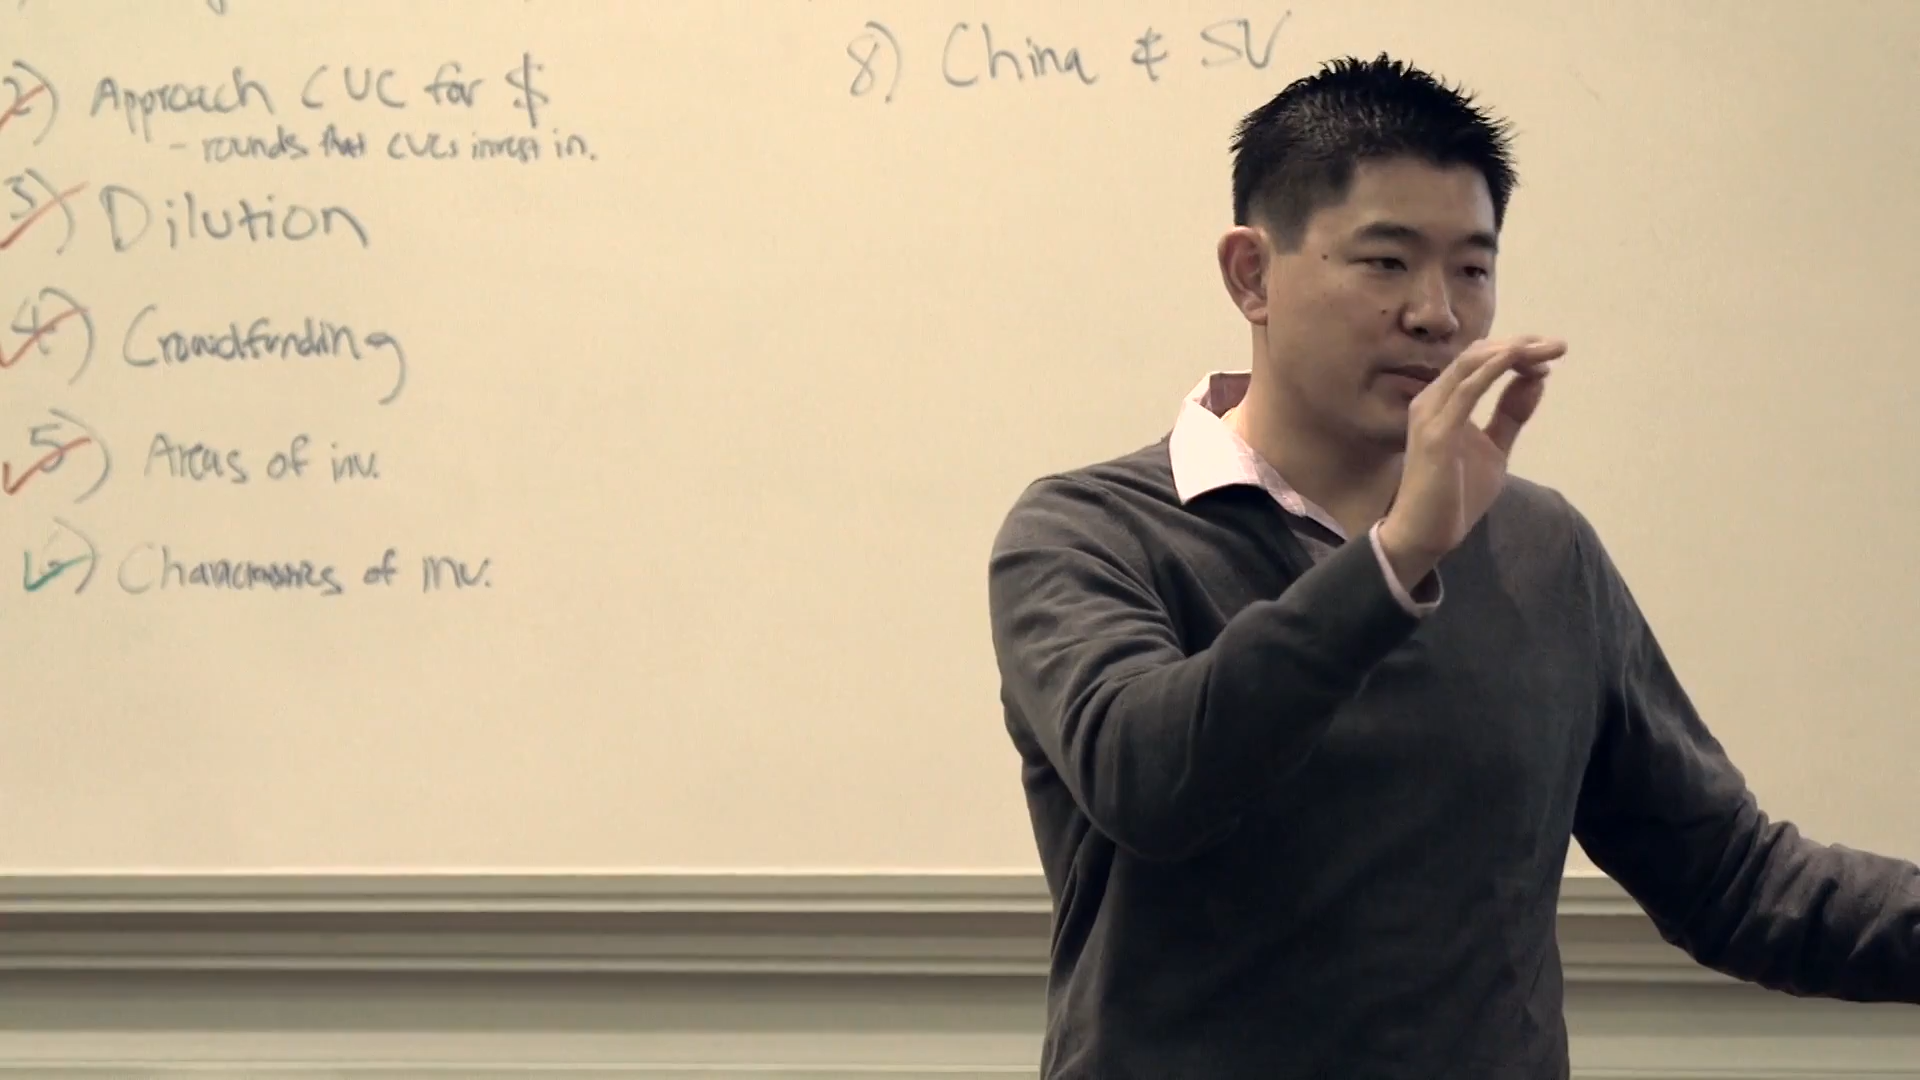 2) Approach CVC for $
- rounds that CVCs invest in.
3) Dilution
4) Crowdfunding
5) Areas of inv.
6) Characteristics of inv.
8) China & SV